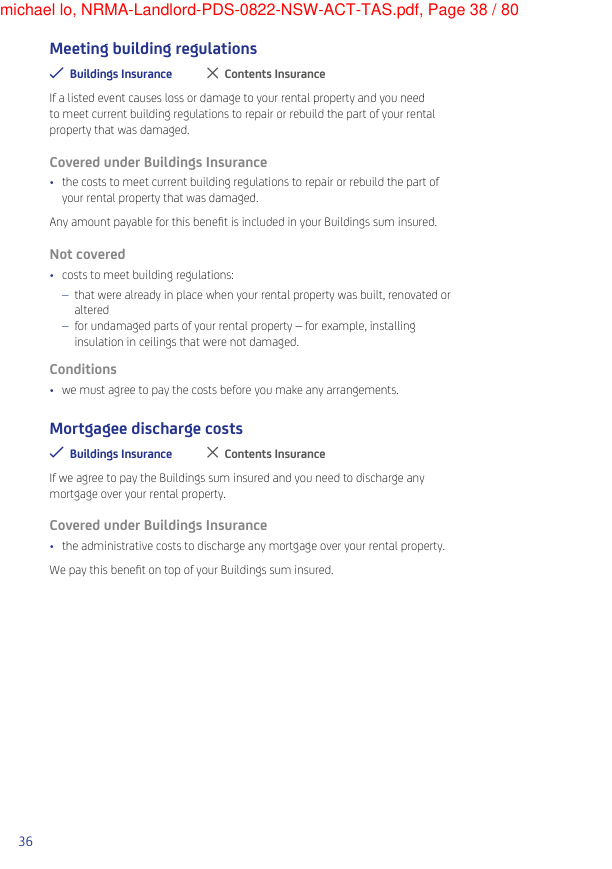 michael lo, NRMA-Landlord-PDS-0822-NSW-ACT-TAS.pdf, Page 38 / 80
Meeting building regulations
✓ Buildings Insurance ✕ Contents Insurance
If a listed event causes loss or damage to your rental property and you need
to meet current building regulations to repair or rebuild the part of your rental
property that was damaged.
Covered under Buildings Insurance
• the costs to meet current building regulations to repair or rebuild the part of
your rental property that was damaged.
Any amount payable for this benefit is included in your Buildings sum insured.
Not covered
• costs to meet building regulations:
– that were already in place when your rental property was built, renovated or
altered
– for undamaged parts of your rental property – for example, installing
insulation in ceilings that were not damaged.
Conditions
• we must agree to pay the costs before you make any arrangements.
Mortgagee discharge costs
✓ Buildings Insurance ✕ Contents Insurance
If we agree to pay the Buildings sum insured and you need to discharge any
mortgage over your rental property.
Covered under Buildings Insurance
• the administrative costs to discharge any mortgage over your rental property.
We pay this benefit on top of your Buildings sum insured.
36